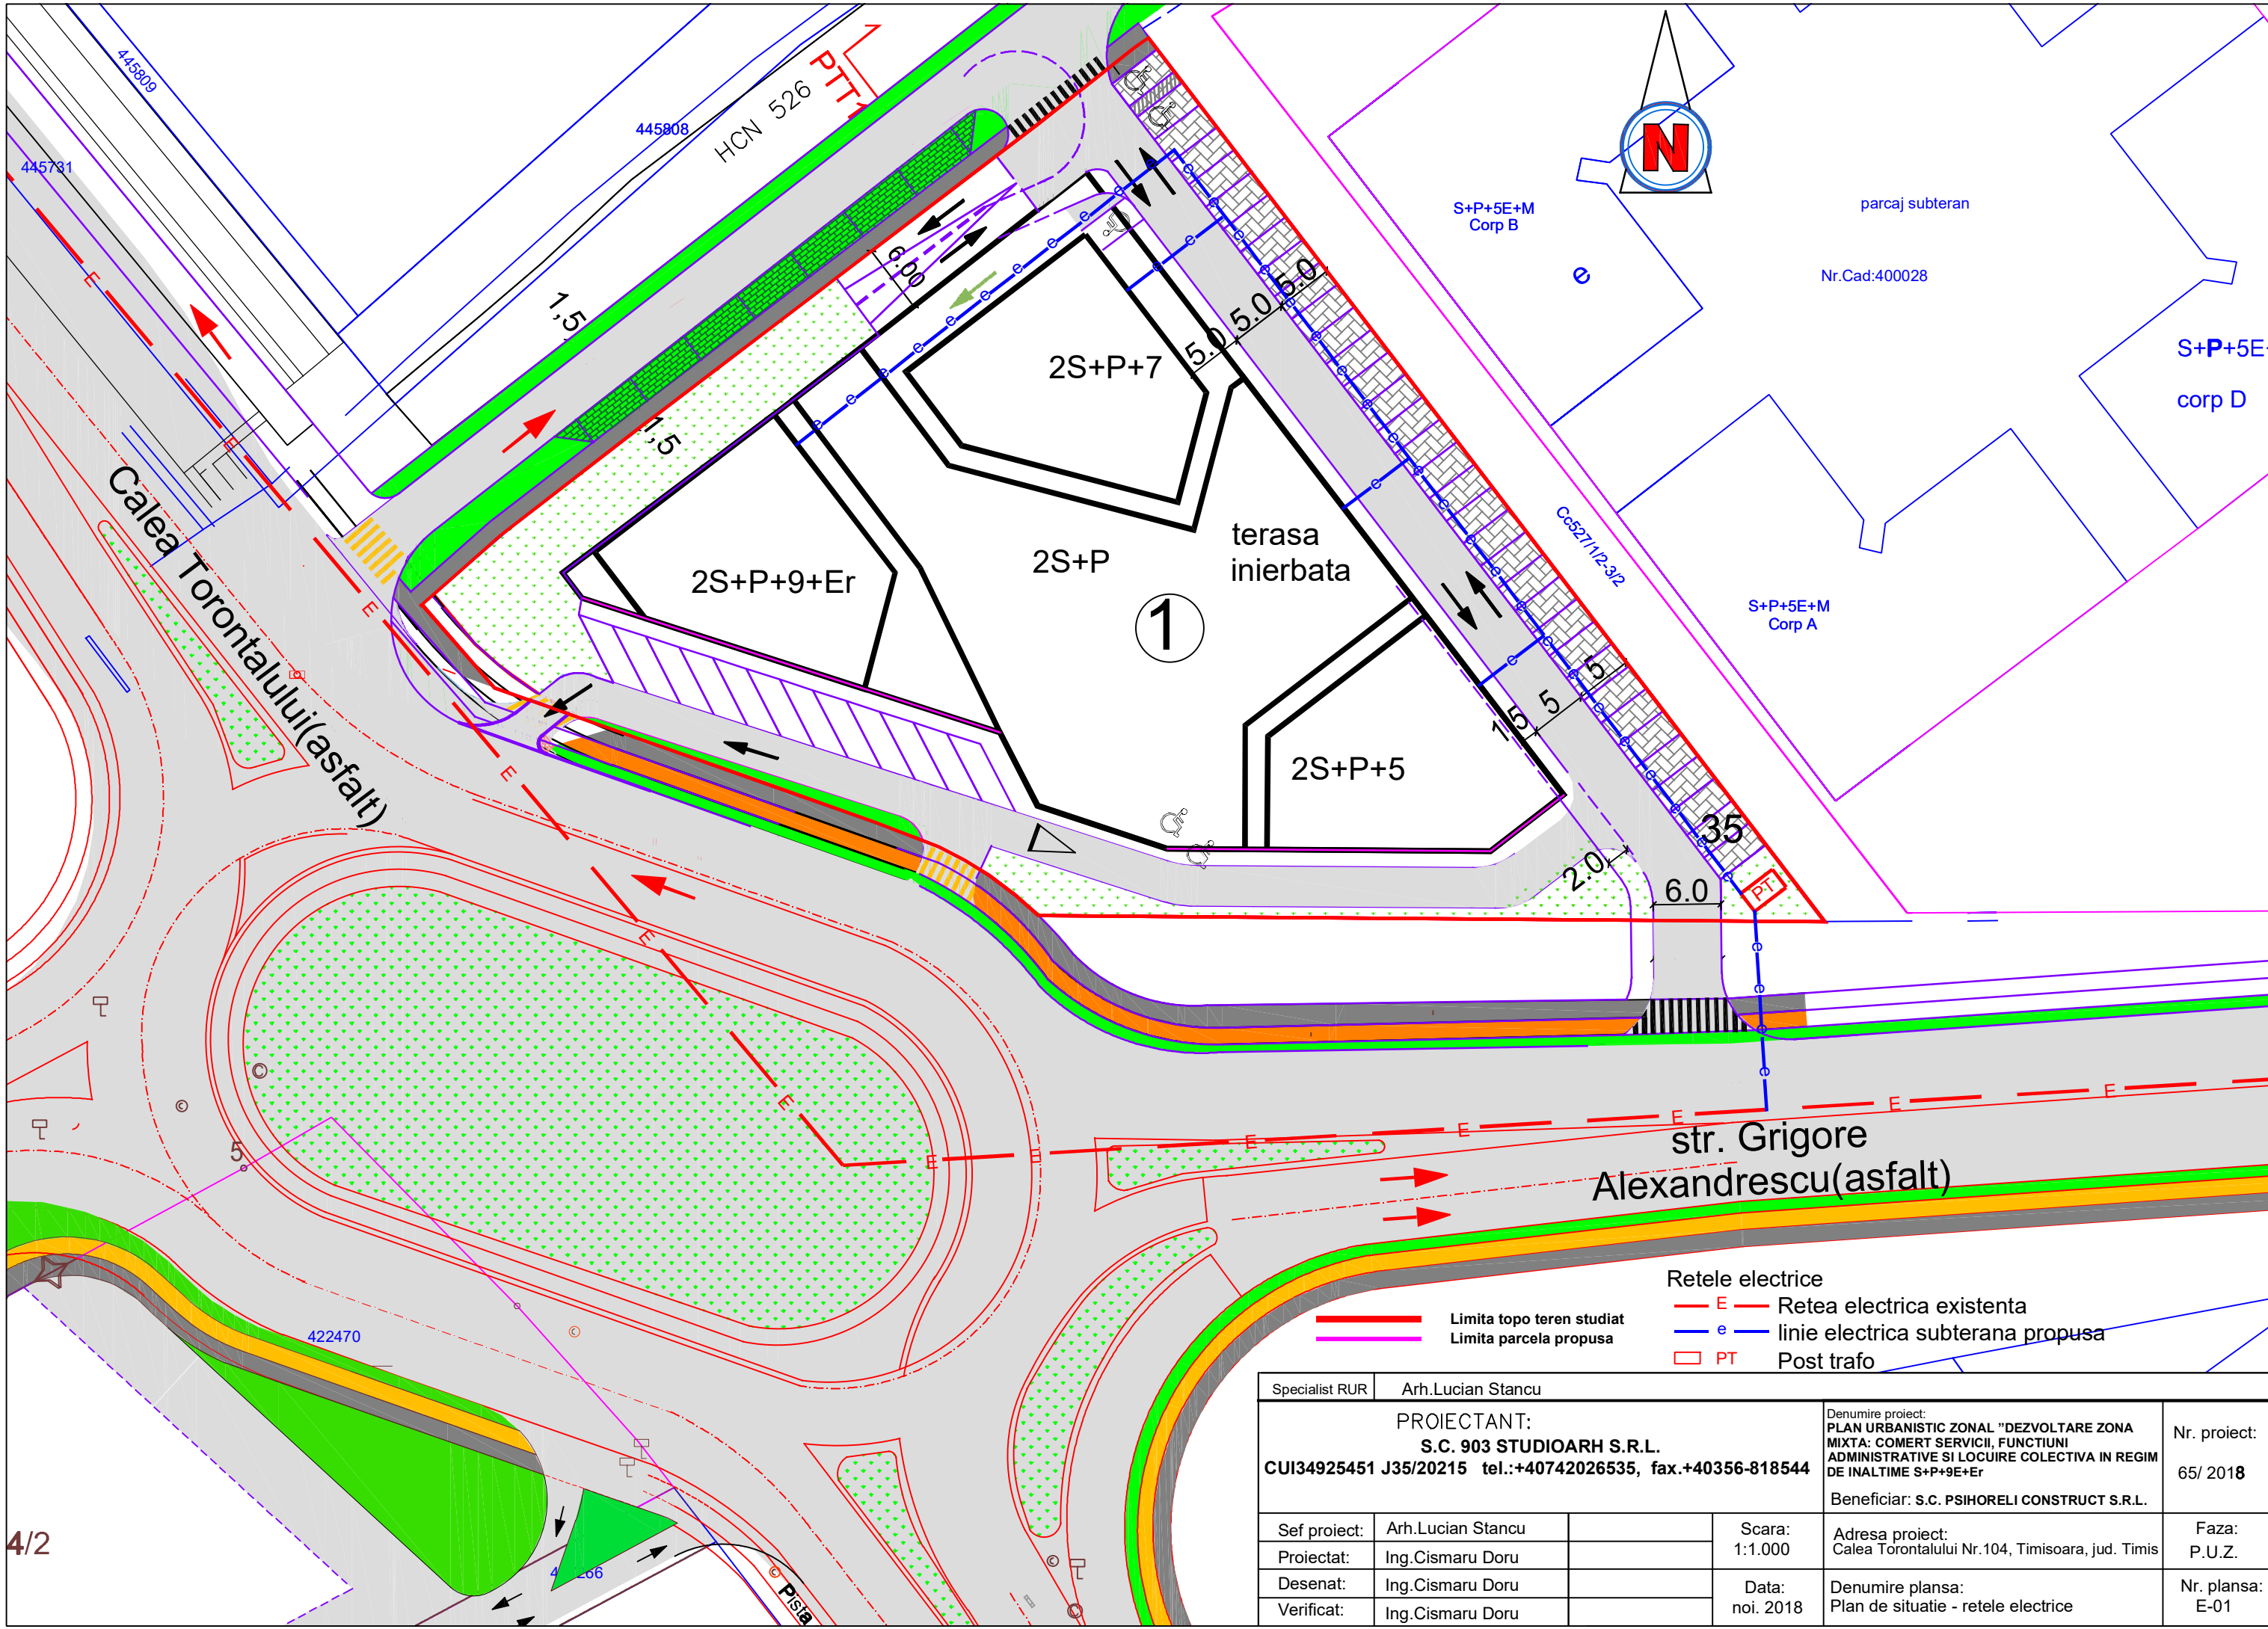 445809
445731
445808
HCN 526
PTT
N
S+P+5E+M
Corp B
parcaj subteran
Nr.Cad:400028
e
S+P+5E+
corp D
6.00
1,5
1,5
2S+P+7
5.0
5.0
5.0
Calea Torontalului(asfalt)
2S+P
terasa
inierbata
2S+P+9+Er
1
Cc527/1/2-3/2
S+P+5E+M
Corp A
5
5
1.5
2S+P+5
35
2.0
6.0
PT
5
str. Grigore
Alexandrescu(asfalt)
422470
4/2
Pista
Retele electrice
E Retea electrica existenta
e linie electrica subterana propusa
PT Post trafo
Limita topo teren studiat
Limita parcela propusa
Specialist RUR Arh.Lucian Stancu
PROIECTANT:
S.C. 903 STUDIOARH S.R.L.
CUI34925451 J35/20215 tel.:+40742026535, fax.+40356-818544
Denumire proiect:
PLAN URBANISTIC ZONAL ”DEZVOLTARE ZONA
MIXTA: COMERT SERVICII, FUNCTIUNI
ADMINISTRATIVE SI LOCUIRE COLECTIVA IN REGIM
DE INALTIME S+P+9E+Er
Beneficiar: S.C. PSIHORELI CONSTRUCT S.R.L.
Nr. proiect:
65/ 2018
Sef proiect: Arh.Lucian Stancu
Proiectat: Ing.Cismaru Doru
Desenat: Ing.Cismaru Doru
Verificat: Ing.Cismaru Doru
Scara:
1:1.000
Data:
noi. 2018
Adresa proiect:
Calea Torontalului Nr.104, Timisoara, jud. Timis
Denumire plansa:
Plan de situatie - retele electrice
Faza:
P.U.Z.
Nr. plansa:
E-01